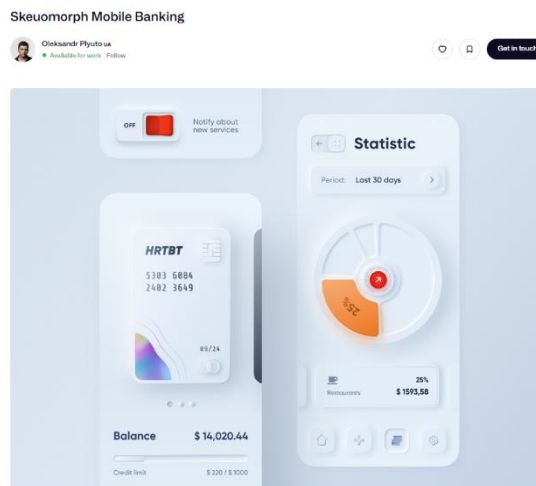 Skeuomorph Mobile Banking
Oleksandr Plyuto UA
Available for work Follow
Get in touch
OFF
Notify about
new services
HRTBT
5303 6084
2402 3649
09/24
Balance $ 14,020.44
Credit limit $ 320 / $ 1000
Statistic
Period: Last 30 days
25%
25%
Restaurants $ 1593,58